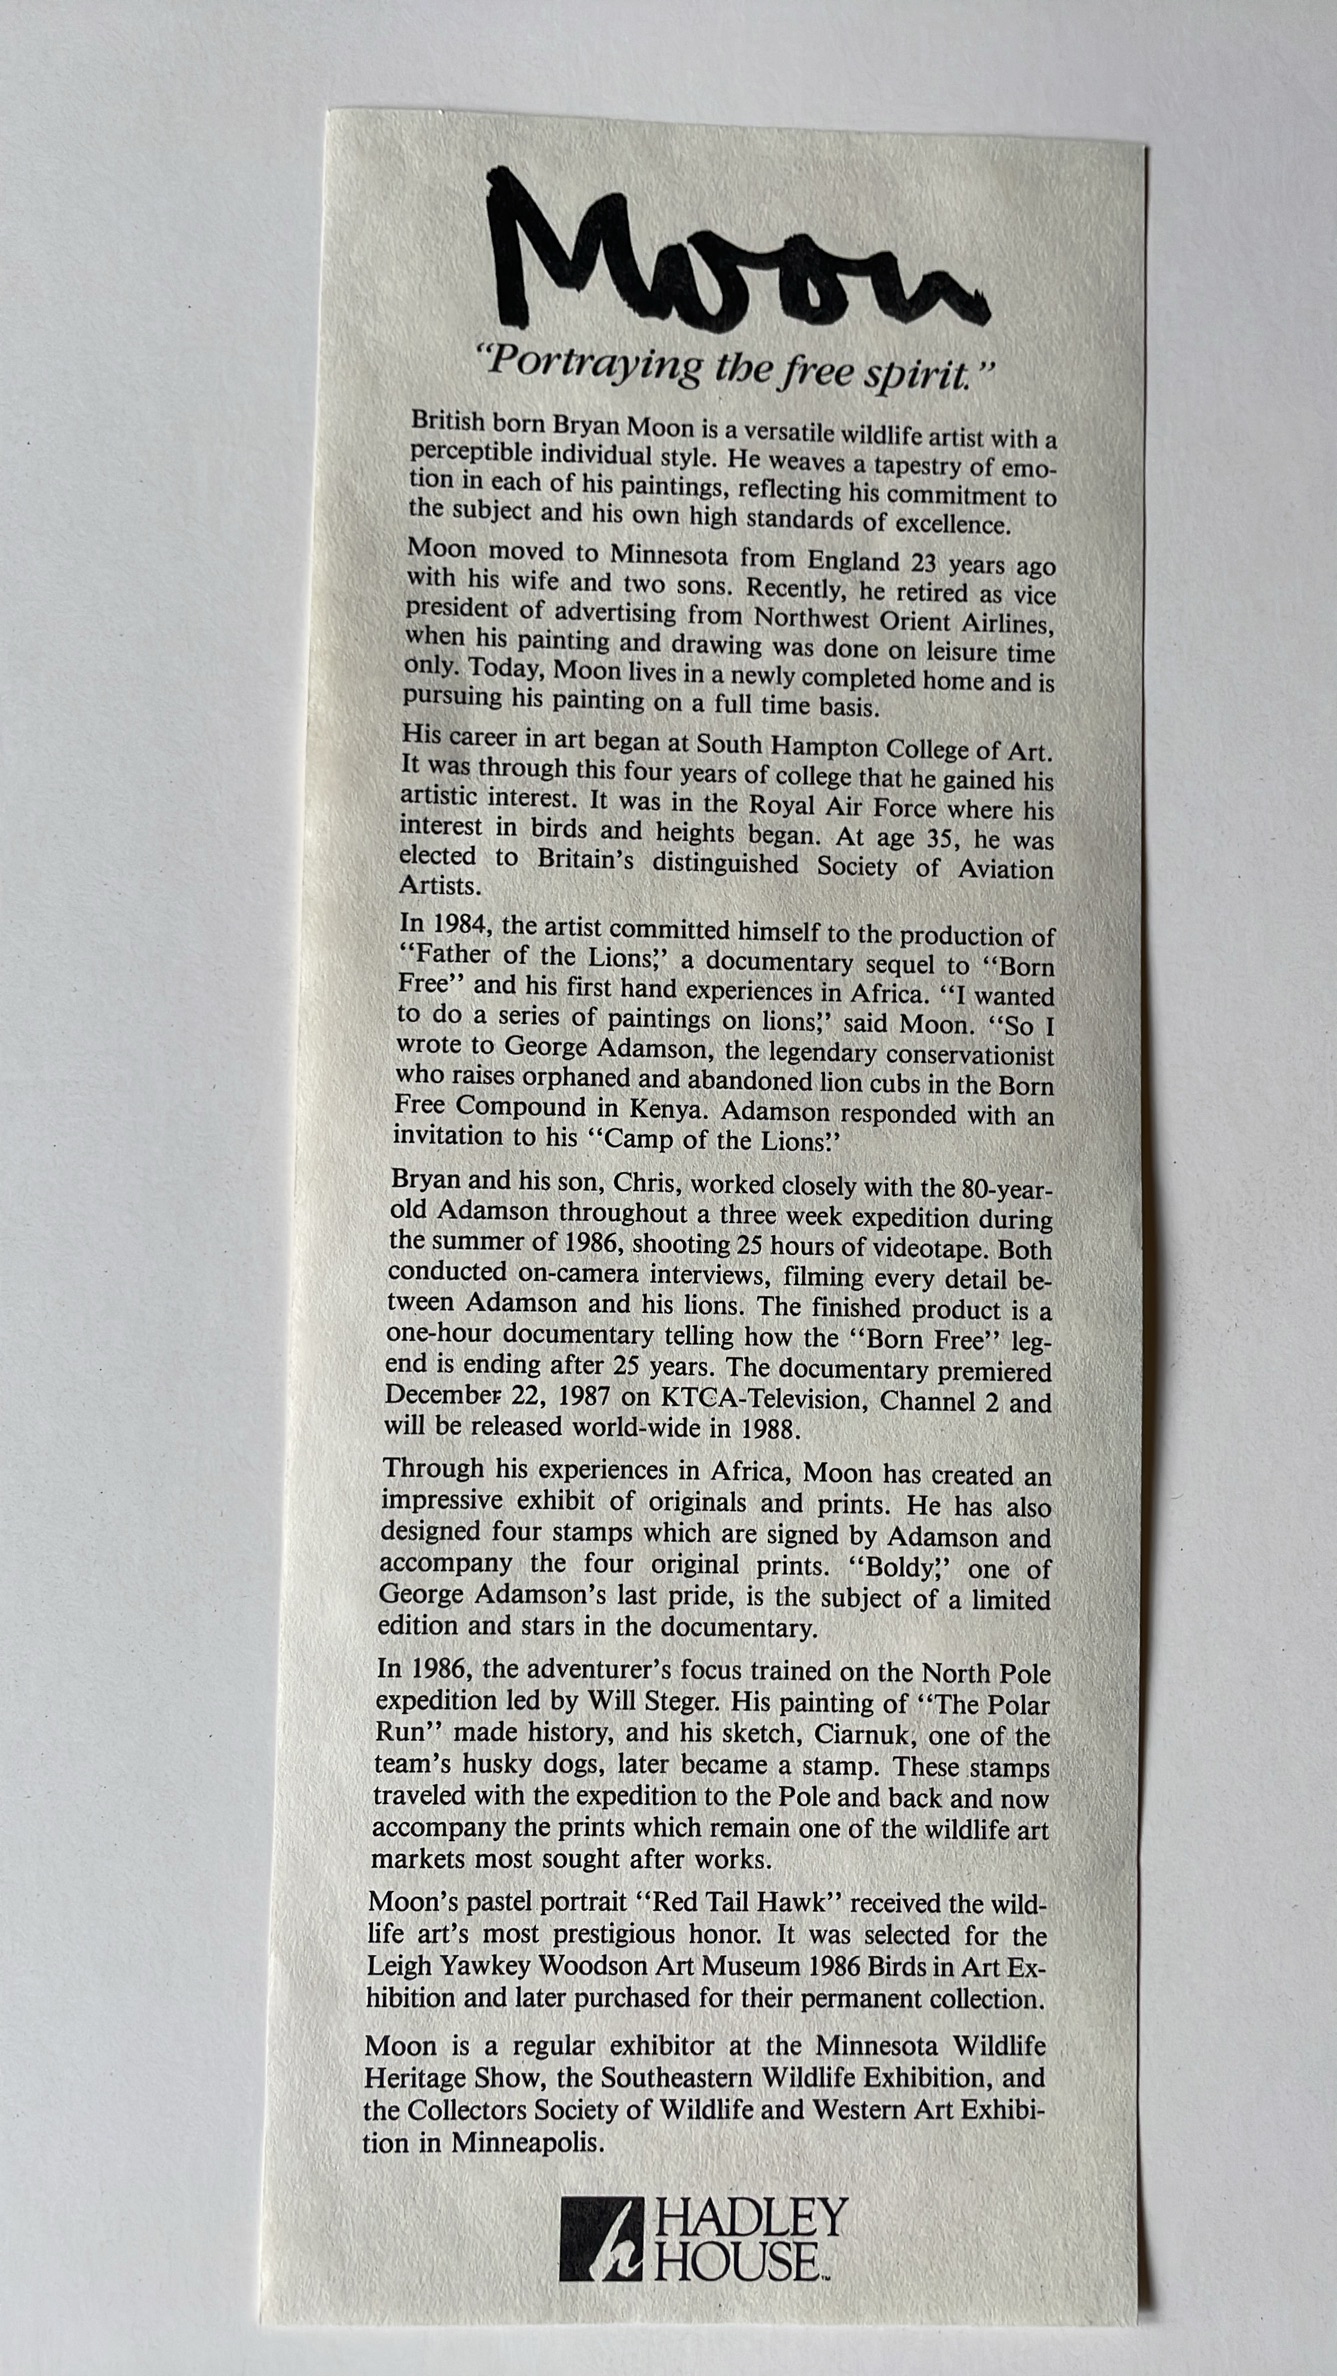 Moon
“Portraying the free spirit.”
British born Bryan Moon is a versatile wildlife artist with a
perceptible individual style. He weaves a tapestry of emo-
tion in each of his paintings, reflecting his commitment to
the subject and his own high standards of excellence.
Moon moved to Minnesota from England 23 years ago
with his wife and two sons. Recently, he retired as vice
president of advertising from Northwest Orient Airlines,
when his painting and drawing was done on leisure time
only. Today, Moon lives in a newly completed home and is
pursuing his painting on a full time basis.
His career in art began at South Hampton College of Art.
It was through this four years of college that he gained his
artistic interest. It was in the Royal Air Force where his
interest in birds and heights began. At age 35, he was
elected to Britain’s distinguished Society of Aviation
Artists.
In 1984, the artist committed himself to the production of
“Father of the Lions,” a documentary sequel to “Born
Free” and his first hand experiences in Africa. “I wanted
to do a series of paintings on lions,” said Moon. “So I
wrote to George Adamson, the legendary conservationist
who raises orphaned and abandoned lion cubs in the Born
Free Compound in Kenya. Adamson responded with an
invitation to his “Camp of the Lions.”
Bryan and his son, Chris, worked closely with the 80-year-
old Adamson throughout a three week expedition during
the summer of 1986, shooting 25 hours of videotape. Both
conducted on-camera interviews, filming every detail be-
tween Adamson and his lions. The finished product is a
one-hour documentary telling how the “Born Free” leg-
end is ending after 25 years. The documentary premiered
December 22, 1987 on KTCA-Television, Channel 2 and
will be released world-wide in 1988.
Through his experiences in Africa, Moon has created an
impressive exhibit of originals and prints. He has also
designed four stamps which are signed by Adamson and
accompany the four original prints. “Boldy,” one of
George Adamson’s last pride, is the subject of a limited
edition and stars in the documentary.
In 1986, the adventurer’s focus trained on the North Pole
expedition led by Will Steger. His painting of “The Polar
Run” made history, and his sketch, Ciarnuk, one of the
team’s husky dogs, later became a stamp. These stamps
traveled with the expedition to the Pole and back and now
accompany the prints which remain one of the wildlife art
markets most sought after works.
Moon’s pastel portrait “Red Tail Hawk” received the wild-
life art’s most prestigious honor. It was selected for the
Leigh Yawkey Woodson Art Museum 1986 Birds in Art Ex-
hibition and later purchased for their permanent collection.
Moon is a regular exhibitor at the Minnesota Wildlife
Heritage Show, the Southeastern Wildlife Exhibition, and
the Collectors Society of Wildlife and Western Art Exhibi-
tion in Minneapolis.
h HADLEY
HOUSE™